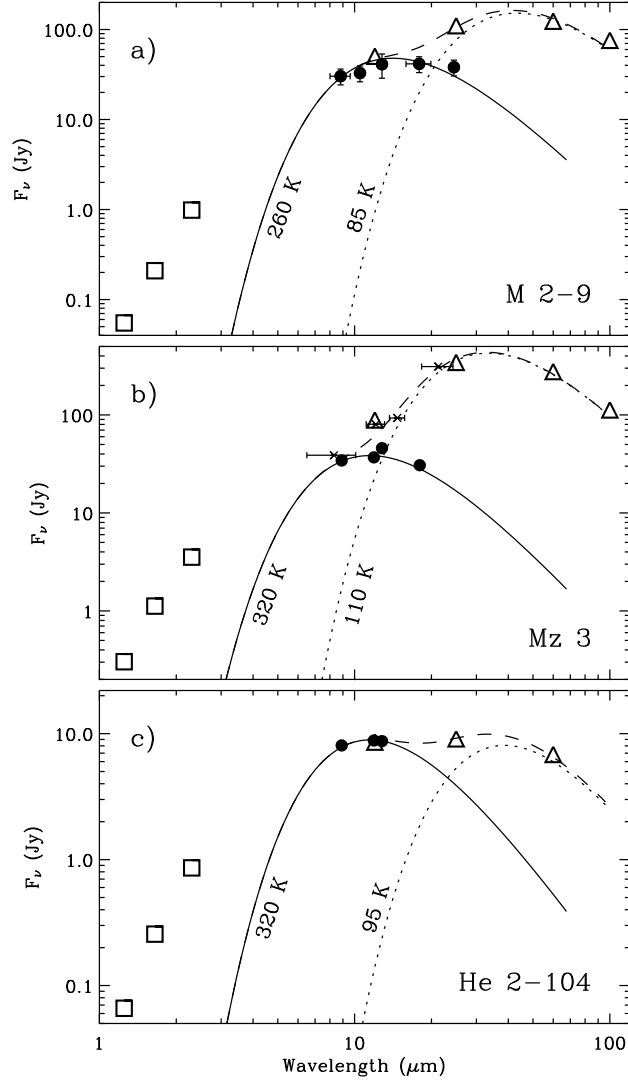 a)
100.0
10.0
1.0
0.1
F_ν (Jy)
260 K
85 K
M 2−9
b)
100
10
1
F_ν (Jy)
320 K
110 K
Mz 3
c)
10.0
1.0
0.1
F_ν (Jy)
320 K
95 K
He 2−104
1
10
100
Wavelength (μm)